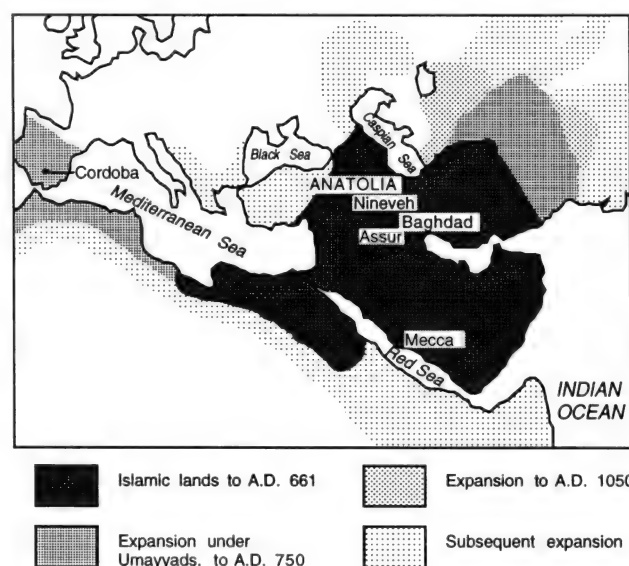 Black Sea
Caspian Sea
Cordoba
ANATOLIA
Nineveh
Mediterranean Sea
Baghdad
Assur
Mecca
Red Sea
INDIAN
OCEAN
Islamic lands to A.D. 661
Expansion to A.D. 1050
Expansion under
Umayyads, to A.D. 750
Subsequent expansion